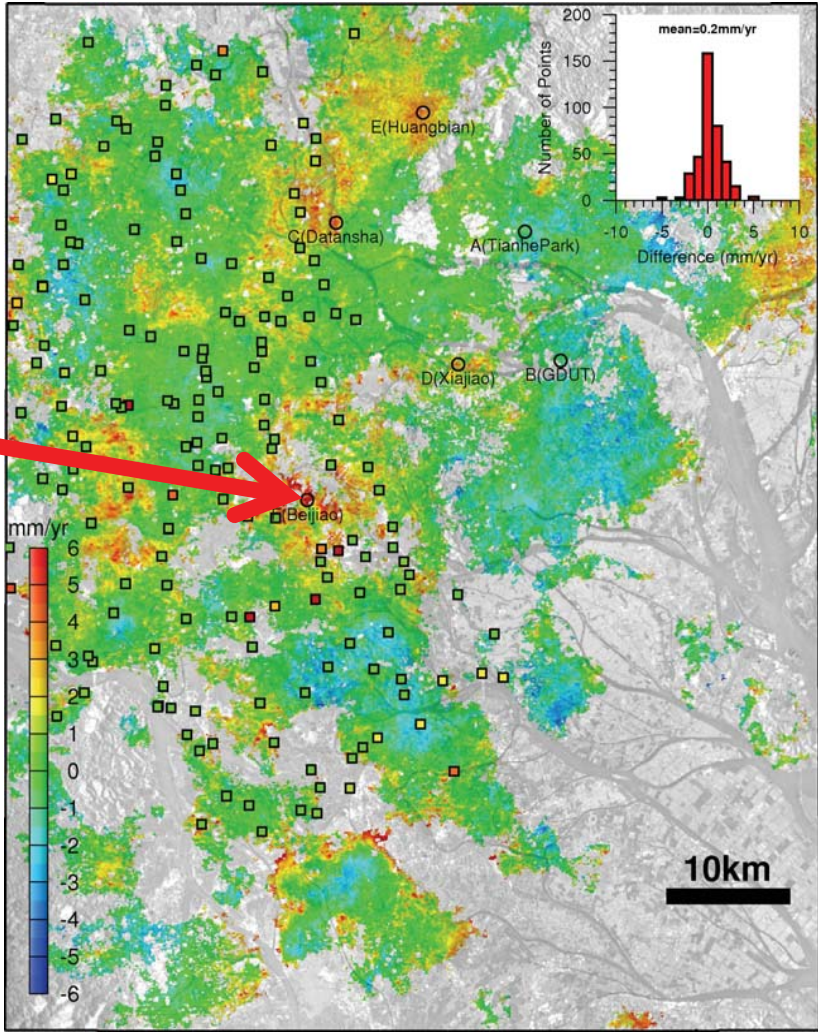 200
mean=0.2mm/yr
150
100
50
0
Number of Points
-10 -5 0 5 10
Difference (mm/yr)
E(Huangbian)
C(Datansha)
A(TianhePark)
D(Xiajiao)
B(GDUT)
(Beijiao)
mm/yr
6
5
4
3
2
1
0
-1
-2
-3
-4
-5
-6
10km